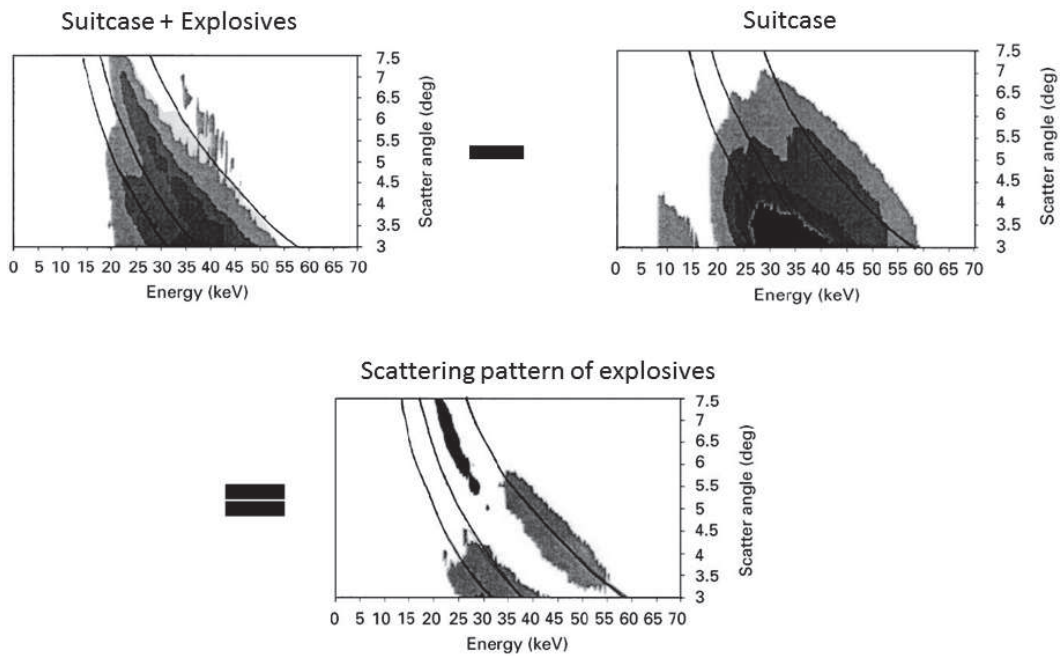 Suitcase + Explosives
7.5
7
6.5
6
5.5
5
4.5
4
3.5
3
Scatter angle (deg)
0 5 10 15 20 25 30 35 40 45 50 55 60 65 70
Energy (keV)
Suitcase
7.5
7
6.5
6
5.5
5
4.5
4
3.5
3
Scatter angle (deg)
0 5 10 15 20 25 30 35 40 45 50 55 60 65 70
Energy (keV)
Scattering pattern of explosives
7.5
7
6.5
6
5.5
5
4.5
4
3.5
3
Scatter angle (deg)
0 5 10 15 20 25 30 35 40 45 50 55 60 65 70
Energy (keV)